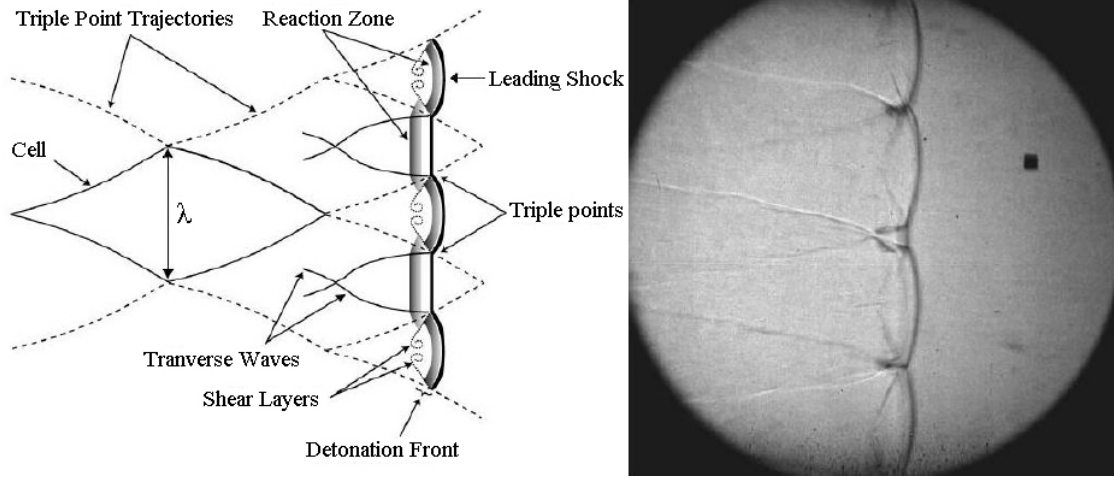 Triple Point Trajectories
Reaction Zone
Leading Shock
Cell
λ
Triple points
Tranverse Waves
Shear Layers
Detonation Front